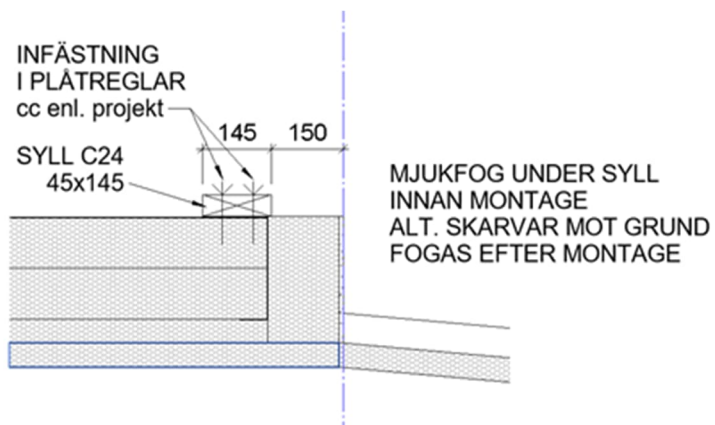 INFÄSTNING
I PLÅTREGLAR
cc enl. projekt
145
150
SYLL C24
45x145
MJUKFOG UNDER SYLL
INNAN MONTAGE
ALT. SKARVAR MOT GRUND
FOGAS EFTER MONTAGE